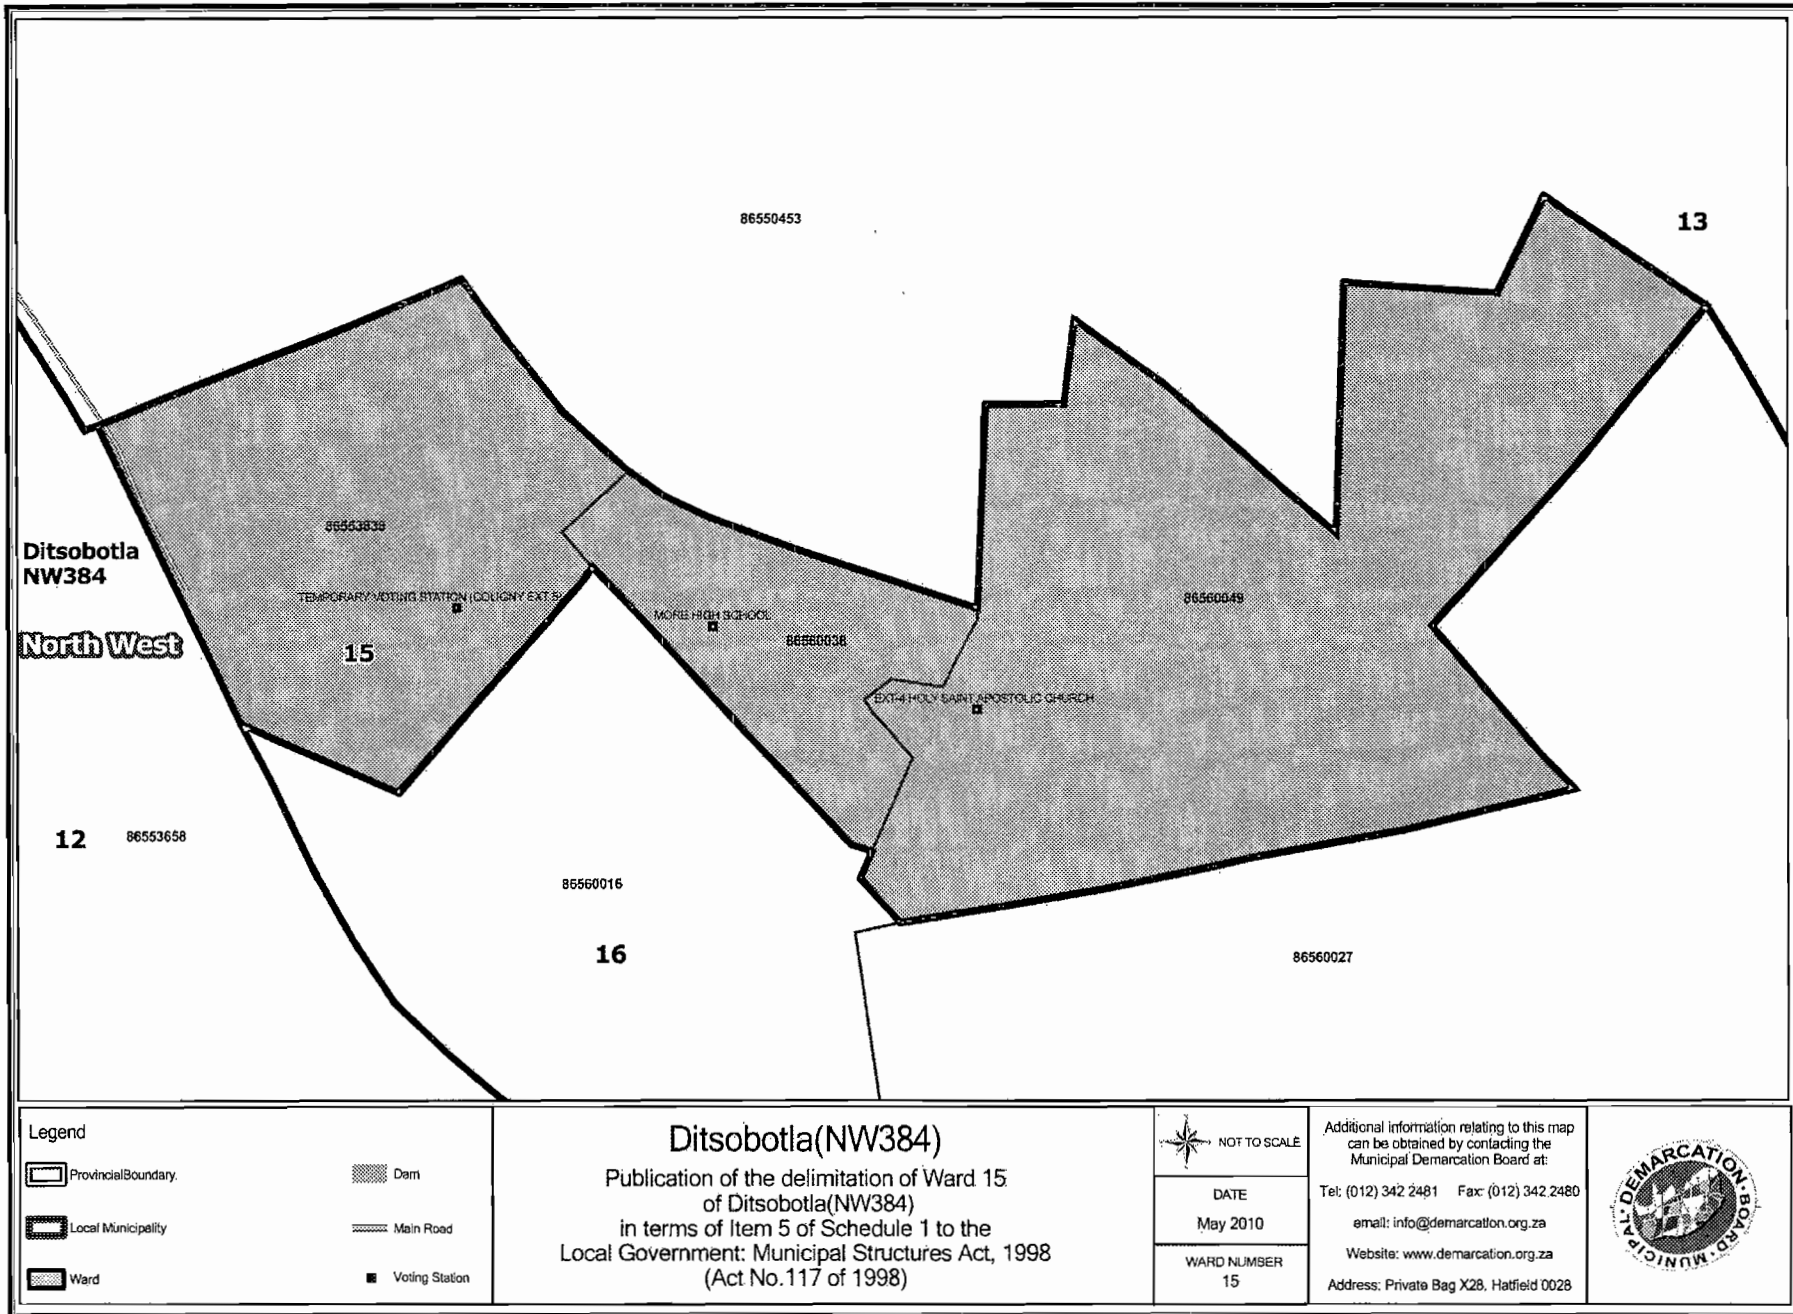 86550453
13
86553839
Ditsobotla
NW384
TEMPORARY VOTING STATION (COLIGNY EXT 5)
86560049
MORE HIGH SCHOOL
86560038
North West
15
EXT-4 HOLY SAINT APOSTOLIC CHURCH
12
86553658
86560016
16
86560027
Legend
ProvincialBoundary.
Dam
Local Municipality
Main Road
Ward
Voting Station
Ditsobotla(NW384)
Publication of the delimitation of Ward 15
of Ditsobotla(NW384)
in terms of Item 5 of Schedule 1 to the
Local Government: Municipal Structures Act, 1998
(Act No.117 of 1998)
NOT TO SCALE
DATE
May 2010
WARD NUMBER
15
Additional information relating to this map
can be obtained by contacting the
Municipal Demarcation Board at:
Tel: (012) 342 2481 Fax: (012) 342 2480
email: info@demarcation.org.za
Website: www.demarcation.org.za
Address: Private Bag X28, Hatfield 0028
MUNICIPAL · DEMARCATION · BOARD